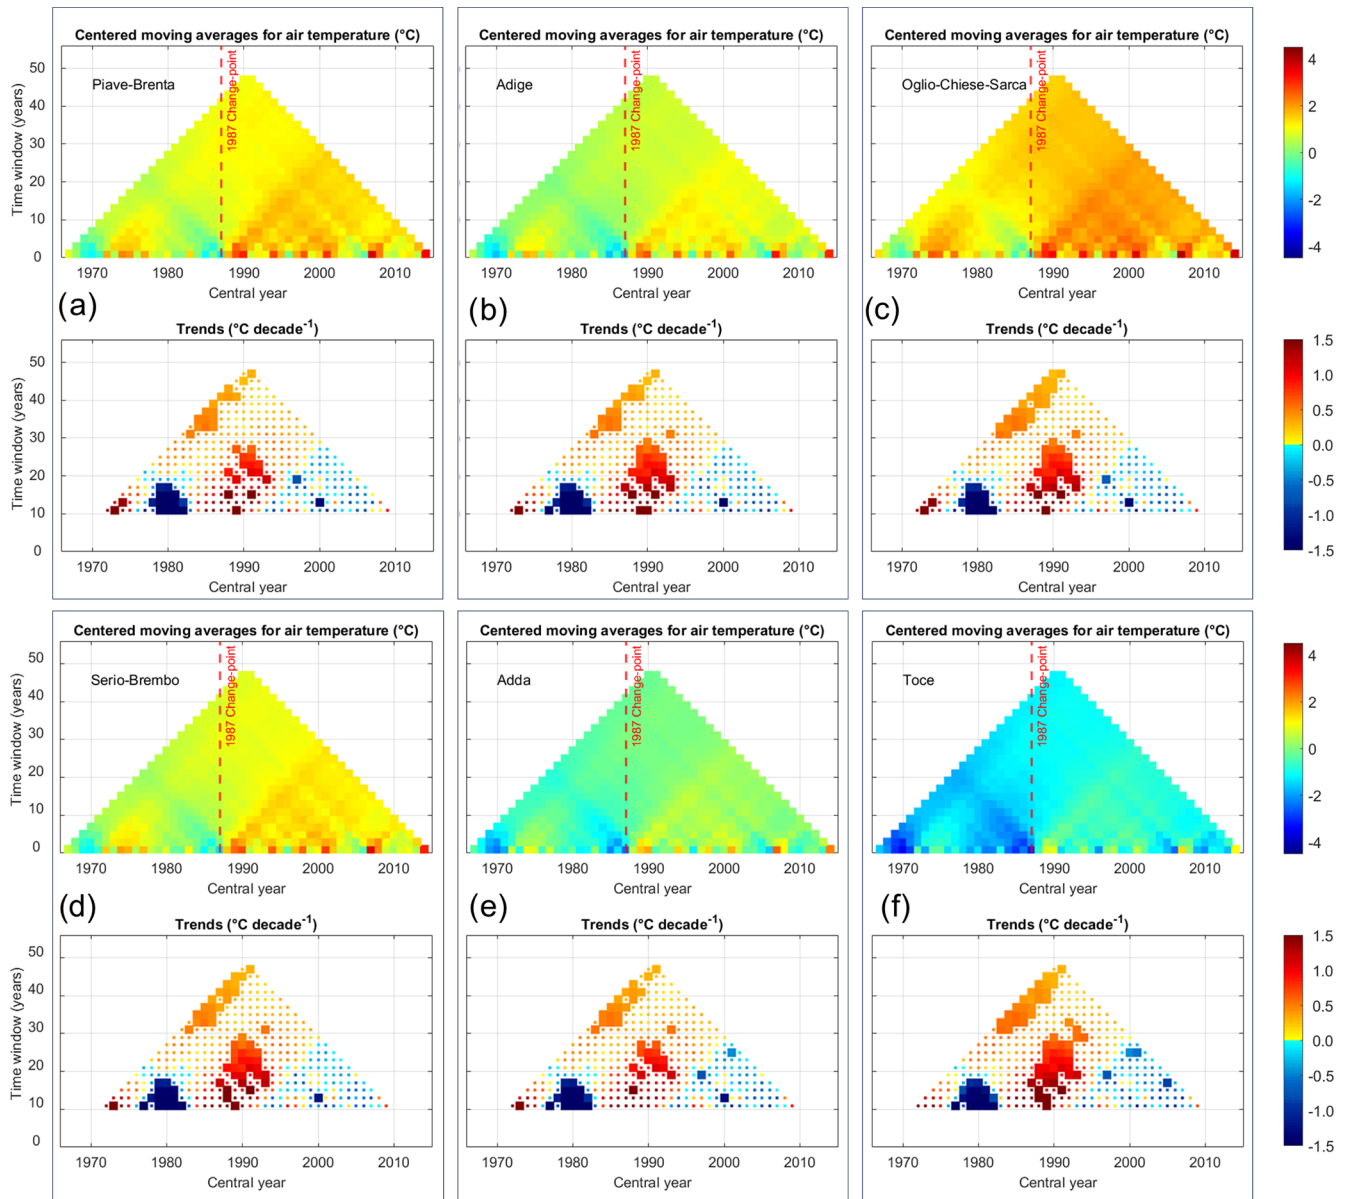 Centered moving averages for air temperature (°C)
Centered moving averages for air temperature (°C)
Centered moving averages for air temperature (°C)
Piave-Brenta
Adige
Oglio-Chiese-Sarca
1987 Change-point
1987 Change-point
1987 Change-point
Time window (years)
50
40
30
20
10
0
4
2
0
-2
-4
1970 1980 1990 2000 2010
1970 1980 1990 2000 2010
1970 1980 1990 2000 2010
Central year
Central year
Central year
(a)
(b)
(c)
Trends (°C decade-1)
Trends (°C decade-1)
Trends (°C decade-1)
Time window (years)
50
40
30
20
10
0
1.5
1.0
0.5
0.0
-0.5
-1.0
-1.5
1970 1980 1990 2000 2010
1970 1980 1990 2000 2010
1970 1980 1990 2000 2010
Central year
Central year
Central year
Centered moving averages for air temperature (°C)
Centered moving averages for air temperature (°C)
Centered moving averages for air temperature (°C)
Serio-Brembo
Adda
Toce
1987 Change-point
1987 Change-point
1987 Change-point
Time window (years)
50
40
30
20
10
0
4
2
0
-2
-4
1970 1980 1990 2000 2010
1970 1980 1990 2000 2010
1970 1980 1990 2000 2010
Central year
Central year
Central year
(d)
(e)
(f)
Trends (°C decade-1)
Trends (°C decade-1)
Trends (°C decade-1)
Time window (years)
50
40
30
20
10
0
1.5
1.0
0.5
0.0
-0.5
-1.0
-1.5
1970 1980 1990 2000 2010
1970 1980 1990 2000 2010
1970 1980 1990 2000 2010
Central year
Central year
Central year